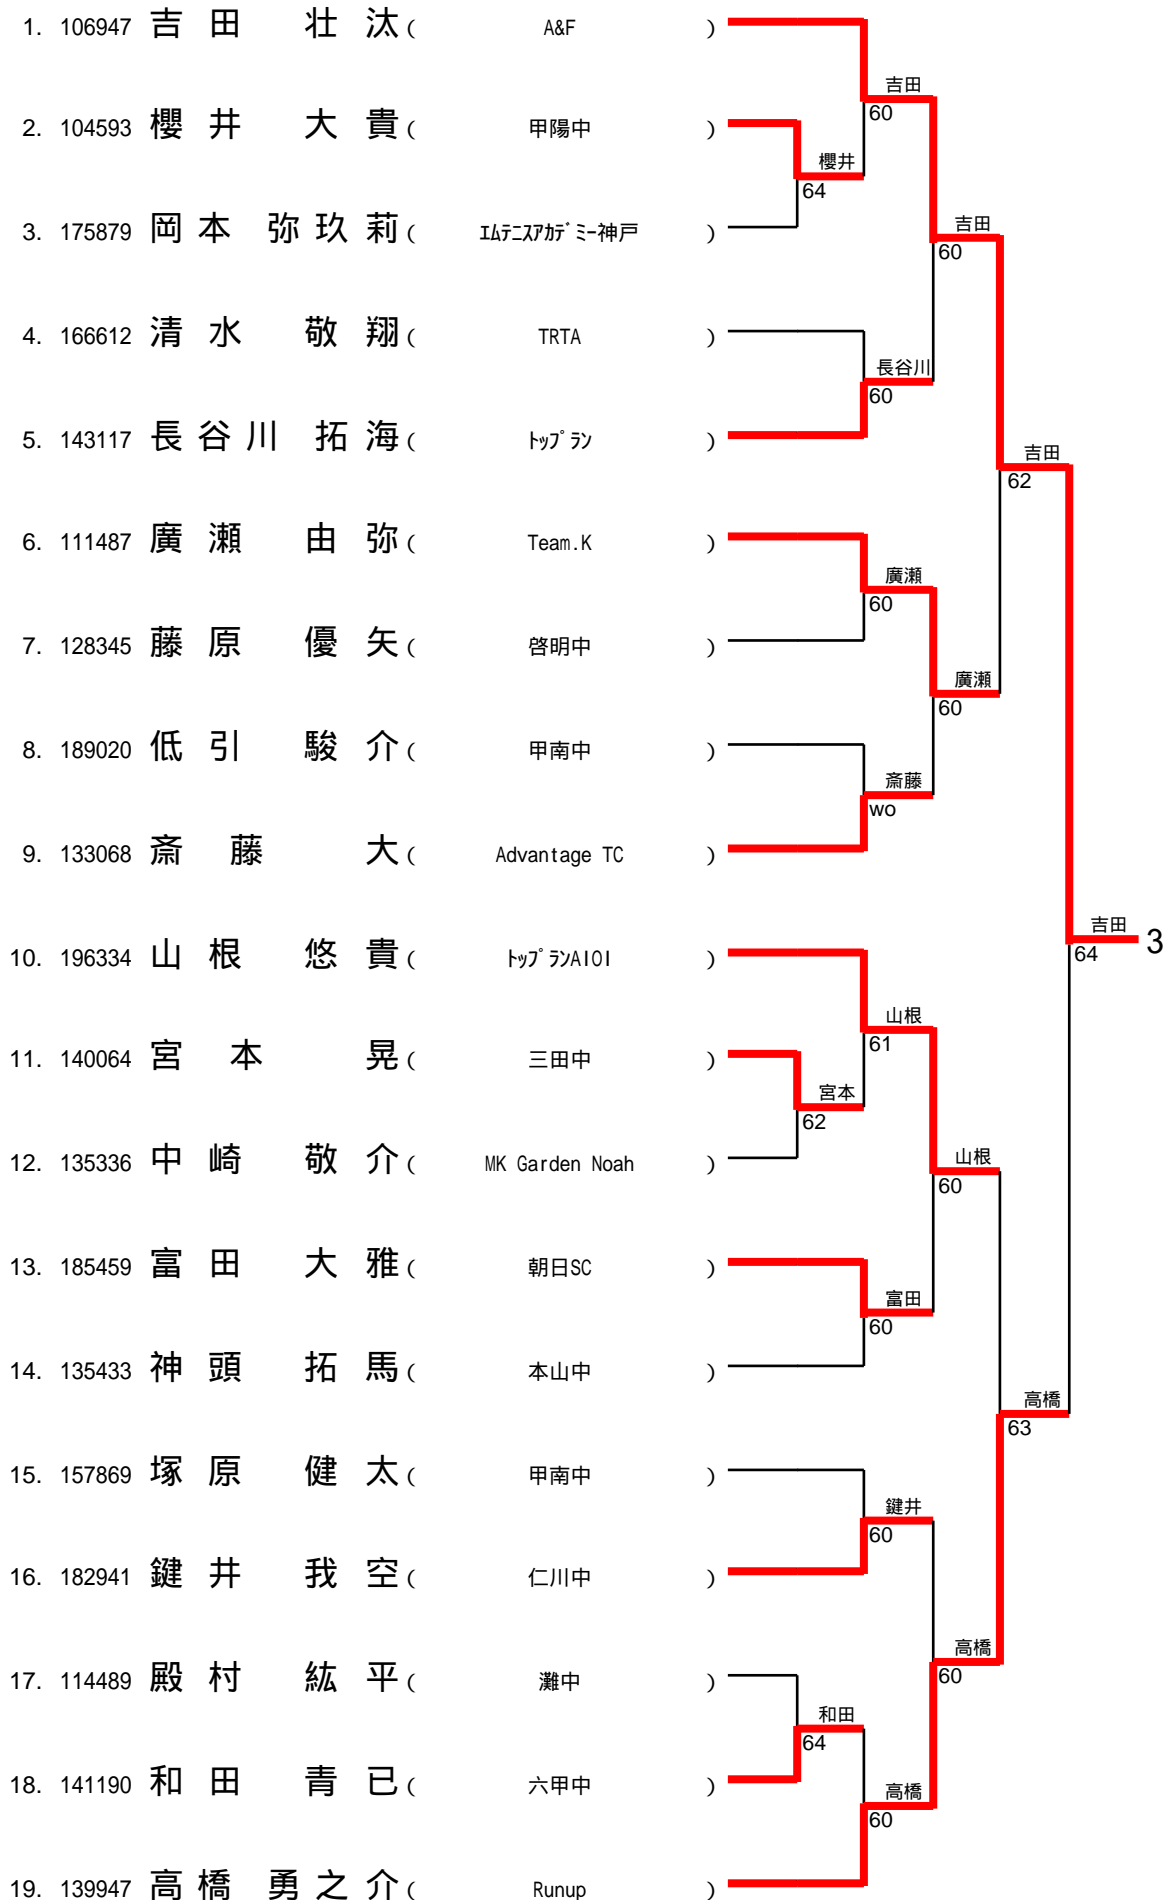 1. 106947 吉田 壮汰 ( A&F )
吉田
60
2. 104593 櫻井 大貴 ( 甲陽中 )
櫻井
64
3. 175879 岡本 弥玖莉 ( エムテニスアカデミー神戸 )
吉田
60
4. 166612 清水 敬翔 ( TRTA )
長谷川
60
5. 143117 長谷川 拓海 ( トップラン )
吉田
62
6. 111487 廣瀬 由弥 ( Team.K )
廣瀬
60
7. 128345 藤原 優矢 ( 啓明中 )
廣瀬
60
8. 189020 低引 駿介 ( 甲南中 )
斎藤
wo
9. 133068 斎藤 大 ( Advantage TC )
吉田
64
3
10. 196334 山根 悠貴 ( トップランAIOI )
山根
61
11. 140064 宮本 晃 ( 三田中 )
宮本
62
12. 135336 中崎 敬介 ( MK Garden Noah )
山根
60
13. 185459 富田 大雅 ( 朝日SC )
富田
60
14. 135433 神頭 拓馬 ( 本山中 )
高橋
63
15. 157869 塚原 健太 ( 甲南中 )
鍵井
60
16. 182941 鍵井 我空 ( 仁川中 )
高橋
60
17. 114489 殿村 紘平 ( 灘中 )
和田
64
18. 141190 和田 青已 ( 六甲中 )
高橋
60
19. 139947 高橋 勇之介 ( Runup )